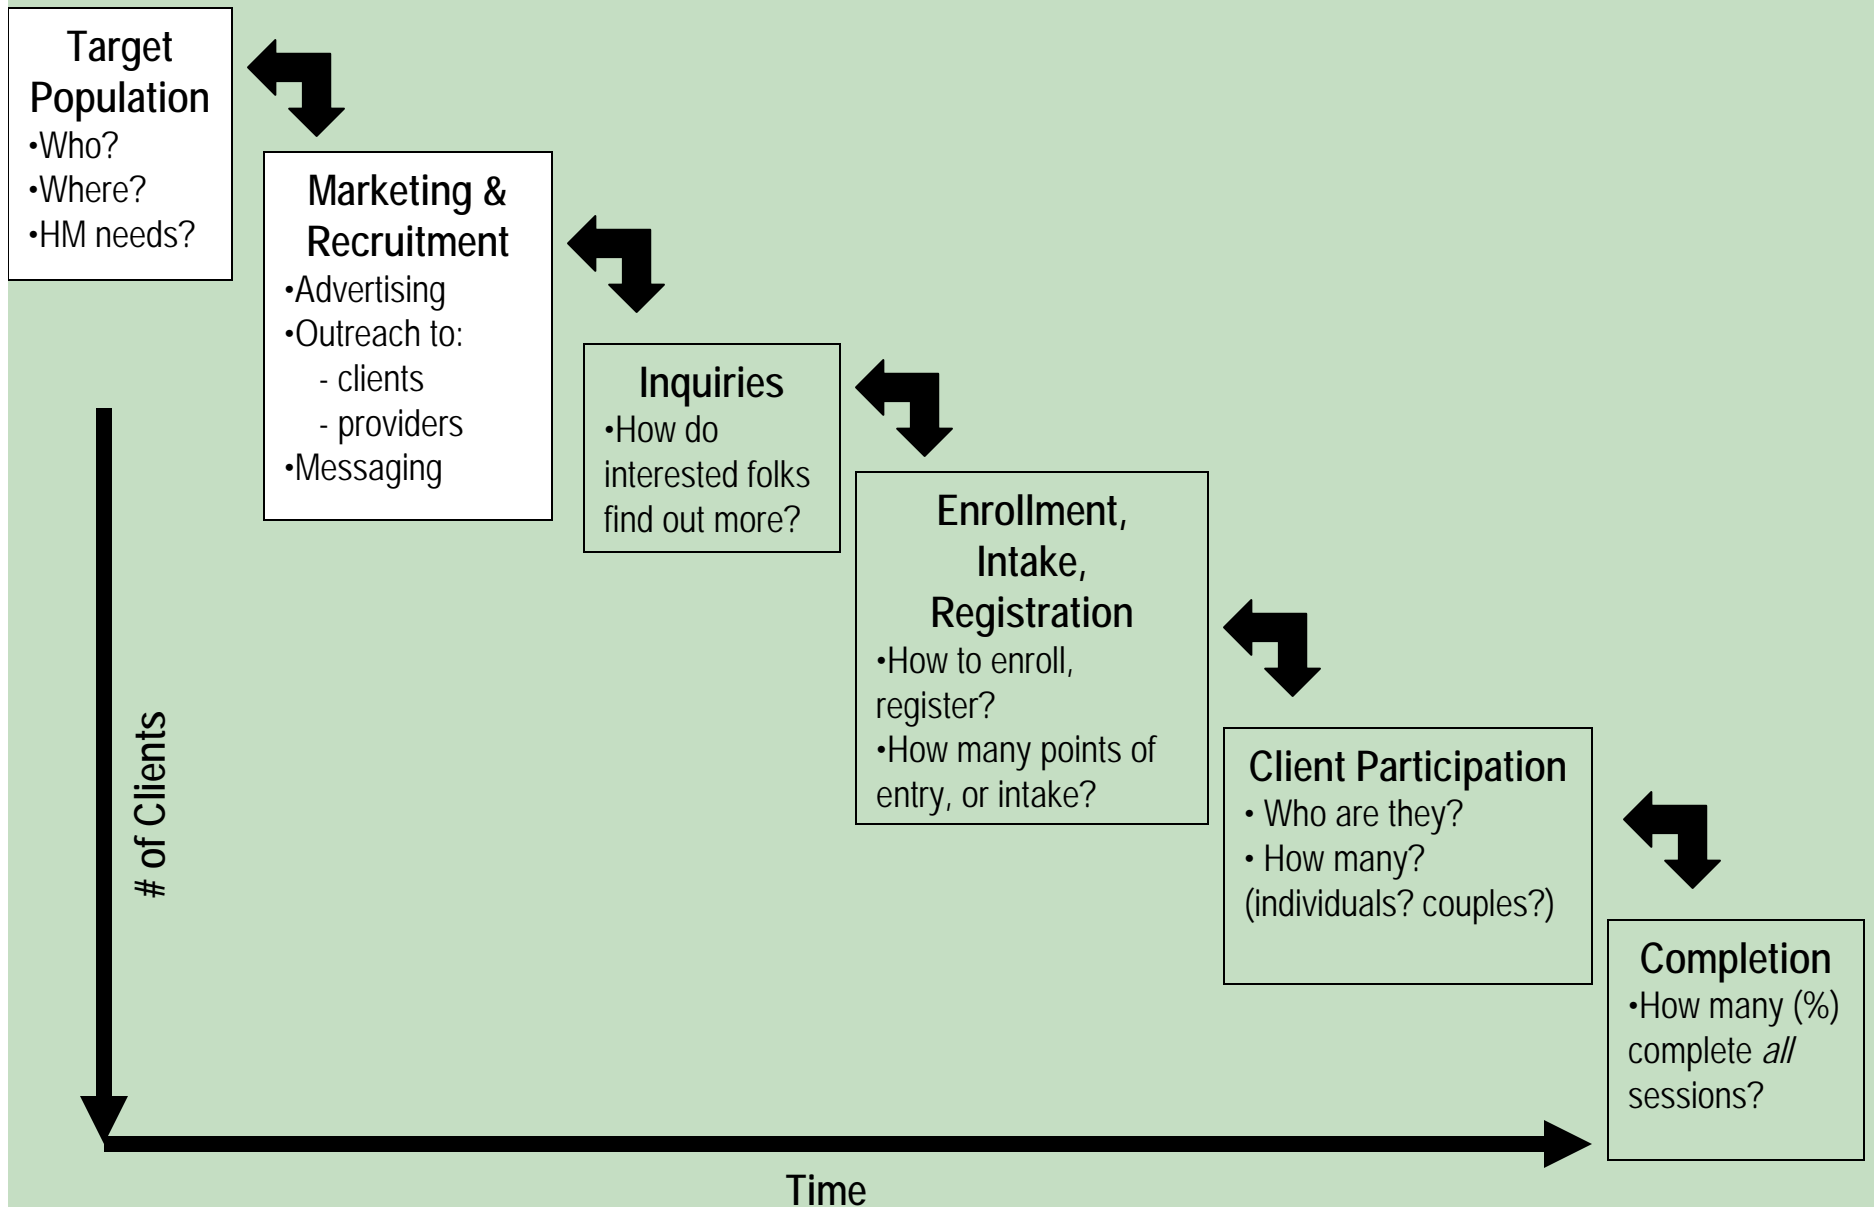 Target
Population
•Who?
•Where?
•HM needs?
Marketing &
Recruitment
•Advertising
•Outreach to:
- clients
- providers
•Messaging
Inquiries
•How do
interested folks
find out more?
Enrollment,
Intake,
Registration
•How to enroll,
register?
•How many points of
entry, or intake?
Client Participation
• Who are they?
• How many?
(individuals? couples?)
Completion
•How many (%)
complete all
sessions?
# of Clients
Time